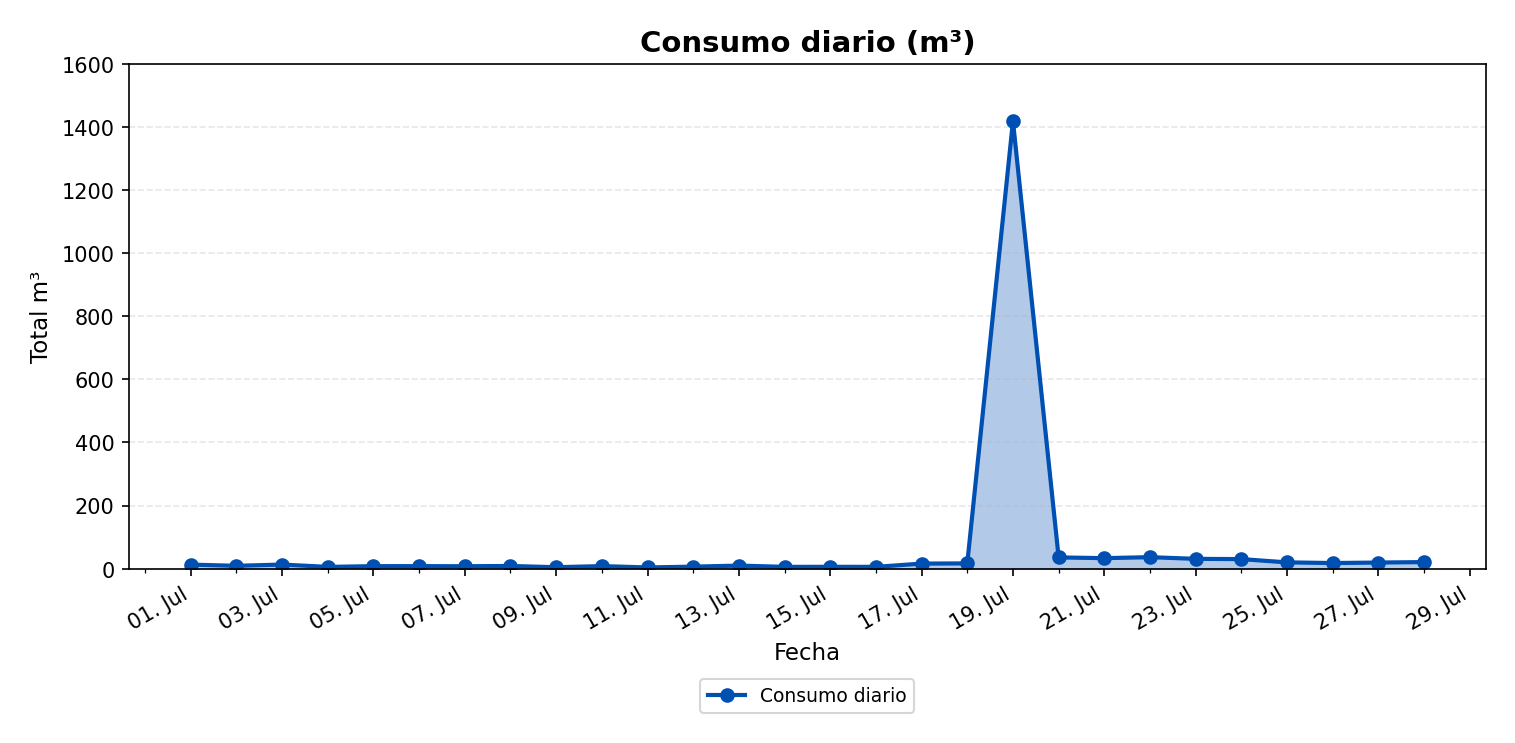 Consumo diario (m³)
1600
1400
1200
1000
800
600
400
200
0
Total m³
01. Jul
03. Jul
05. Jul
07. Jul
09. Jul
11. Jul
13. Jul
15. Jul
17. Jul
19. Jul
21. Jul
23. Jul
25. Jul
27. Jul
29. Jul
Fecha
Consumo diario